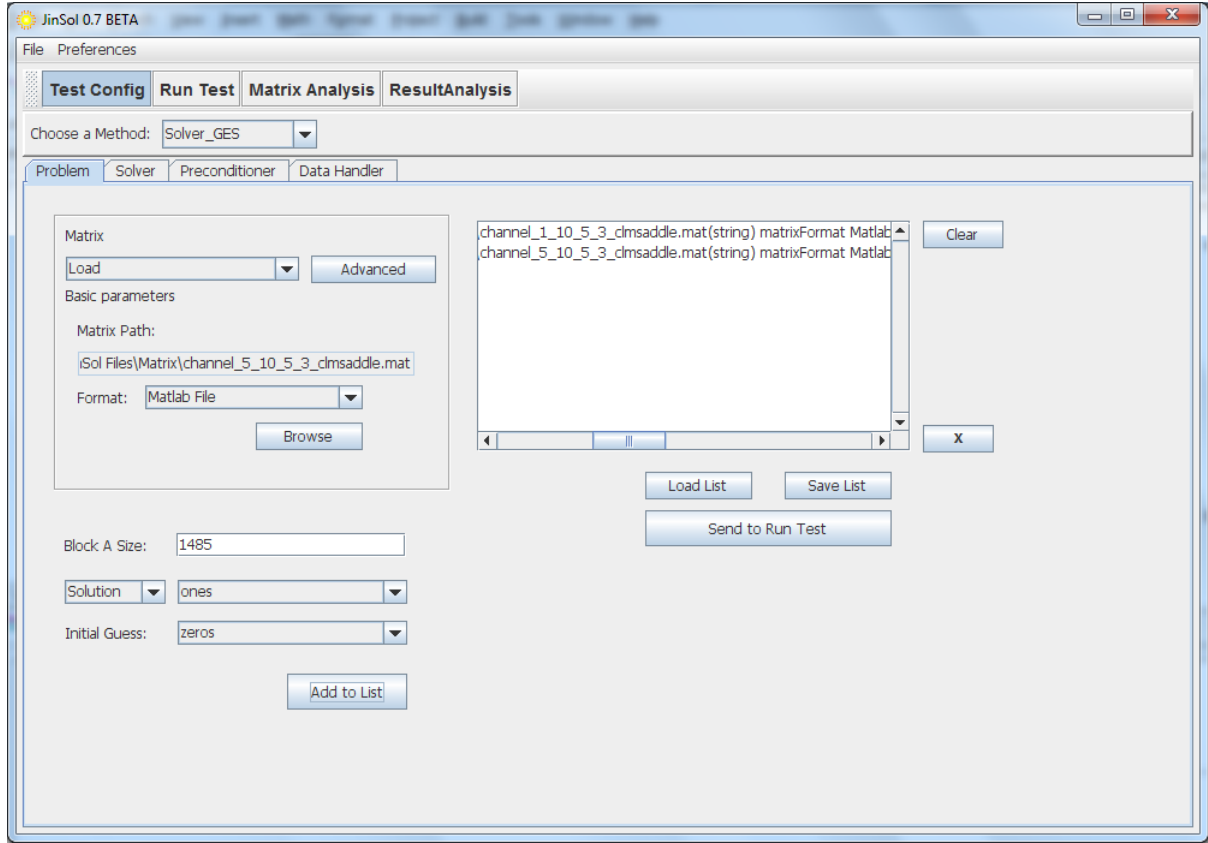 JinSol 0.7 BETA
File Preferences
Test Config Run Test Matrix Analysis ResultAnalysis
Choose a Method: Solver_GES
Problem Solver Preconditioner Data Handler
Matrix
Load Advanced
Basic parameters
Matrix Path:
Sol Files\Matrix\channel_5_10_5_3_clmsaddle.mat
Format: Matlab File
Browse
channel_1_10_5_3_clmsaddle.mat(string) matrixFormat Matlab
channel_5_10_5_3_clmsaddle.mat(string) matrixFormat Matlab
Clear
X
Load List Save List
Send to Run Test
Block A Size: 1485
Solution ones
Initial Guess: zeros
Add to List